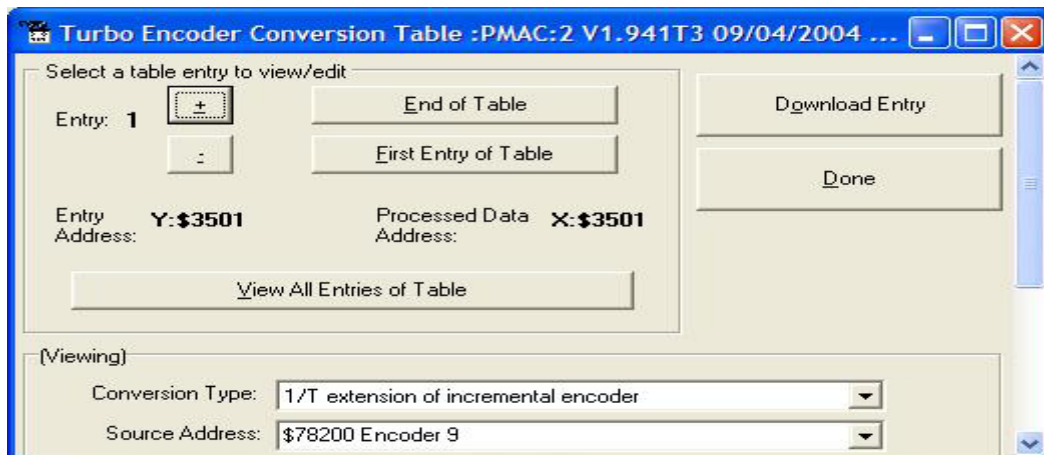 Turbo Encoder Conversion Table :PMAC:2 V1.941T3 09/04/2004 ...
Select a table entry to view/edit
Entry: 1
+
-
End of Table
First Entry of Table
Download Entry
Done
Entry Address: Y:$3501
Processed Data Address: X:$3501
View All Entries of Table
(Viewing)
Conversion Type: 1/T extension of incremental encoder
Source Address: $78200 Encoder 9